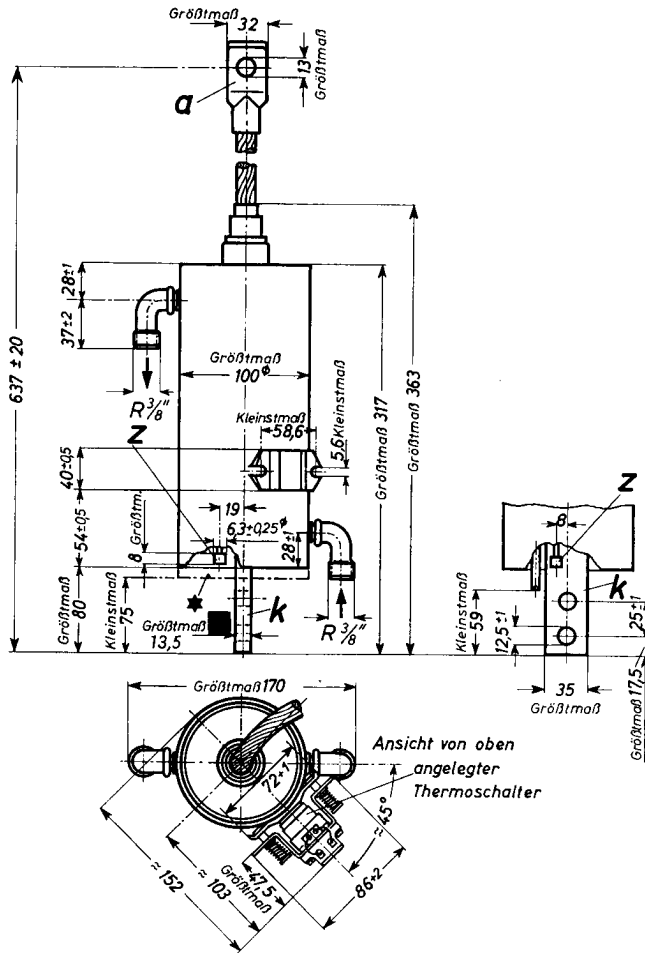 Größtmaß
32
13
Größtmaß
a
637 ± 20
28±1
37±2
R 3/8"
Größtmaß
100ᶲ
Größtmaß 317
Größtmaß 363
Kleinstmaß
58,6
5,6 Kleinstmaß
z
40±0,5
54±0,5
Größtm.
8
19
6,3±0,25ᶲ
28±1
Größtmaß
80
Kleinstmaß
75
Größtmaß
13,5
k
R 3/8"
z
8
k
Kleinstmaß
59
12,5±1
25±1
Größtmaß 17,5
35
Größtmaß
Größtmaß 170
72±1
Ansicht von oben
angelegter
Thermoschalter
≈ 45°
≈ 152
≈ 103
47,5
Größtmaß
86±2